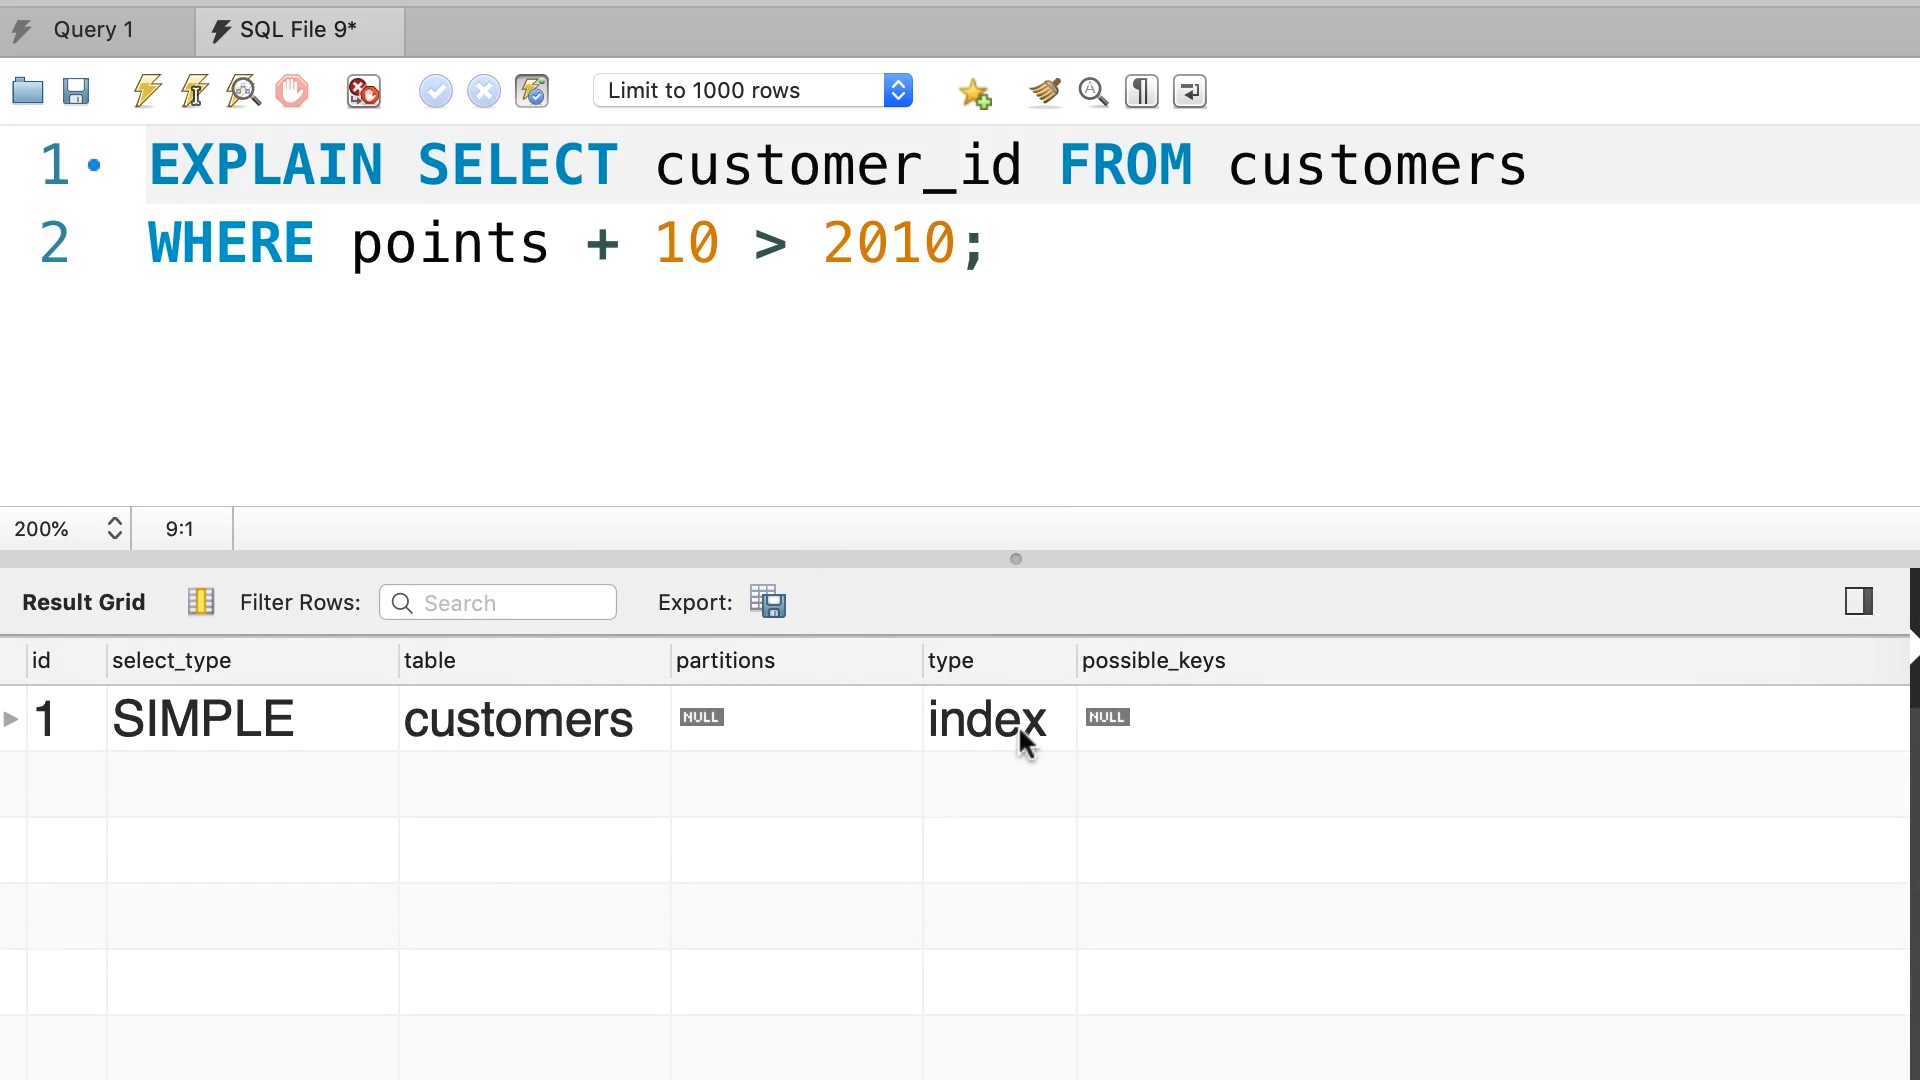 Query 1
SQL File 9*
Limit to 1000 rows
1 EXPLAIN SELECT customer_id FROM customers
2 WHERE points + 10 > 2010;
200% 9:1
Result Grid Filter Rows: Search Export:
id select_type table partitions type possible_keys
1 SIMPLE customers NULL index NULL